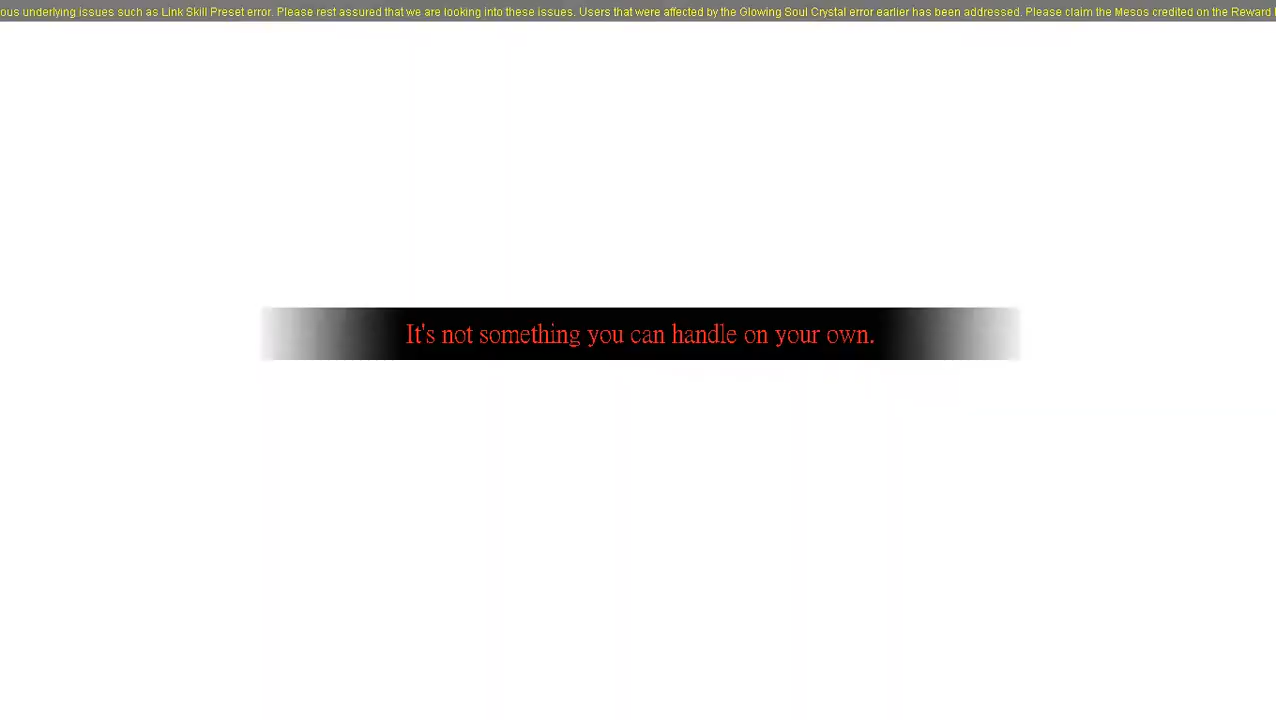 ous underlying issues such as Link Skill Preset error. Please rest assured that we are looking into these issues. Users that were affected by the Glowing Soul Crystal error earlier has been addressed. Please claim the Mesos credited on the Reward
It's not something you can handle on your own.